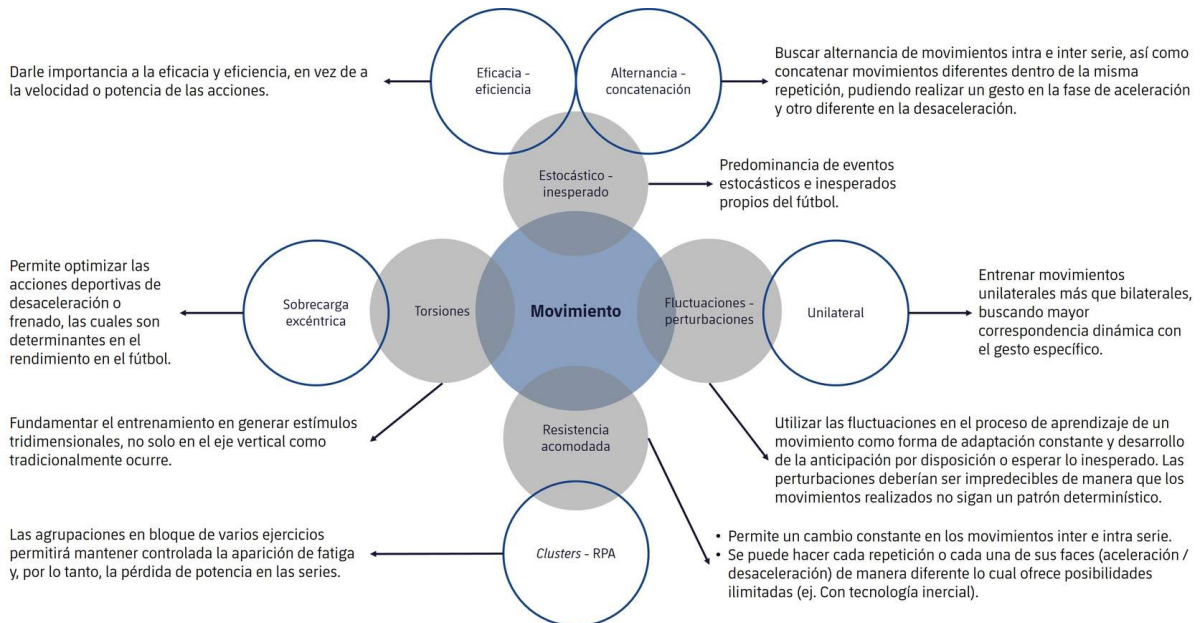 Darle importancia a la eficacia y eficiencia, en vez de a
la velocidad o potencia de las acciones.
Eficacia -
eficiencia
Alternancia -
concatenación
Buscar alternancia de movimientos intra e inter serie, así como
concatenar movimientos diferentes dentro de la misma
repetición, pudiendo realizar un gesto en la fase de aceleración
y otro diferente en la desaceleración.
Estocástico -
inesperado
Predominancia de eventos
estocásticos e inesperados
propios del fútbol.
Permite optimizar las
acciones deportivas de
desaceleración o
frenado, las cuales son
determinantes en el
rendimiento en el fútbol.
Sobrecarga
excéntrica
Torsiones
Movimiento
Fluctuaciones -
perturbaciones
Unilateral
Entrenar movimientos
unilaterales más que bilaterales,
buscando mayor
correspondencia dinámica con
el gesto específico.
Fundamentar el entrenamiento en generar estímulos
tridimensionales, no solo en el eje vertical como
tradicionalmente ocurre.
Resistencia
acomodada
Utilizar las fluctuaciones en el proceso de aprendizaje de un
movimiento como forma de adaptación constante y desarrollo
de la anticipación por disposición o esperar lo inesperado. Las
perturbaciones deberían ser impredecibles de manera que los
movimientos realizados no sigan un patrón determinístico.
Las agrupaciones en bloque de varios ejercicios
permitirá mantener controlada la aparición de fatiga
y, por lo tanto, la pérdida de potencia en las series.
Clusters - RPA
• Permite un cambio constante en los movimientos inter e intra serie.
• Se puede hacer cada repetición o cada una de sus faces (aceleración /
desaceleración) de manera diferente lo cual ofrece posibilidades
ilimitadas (ej. Con tecnología inercial).